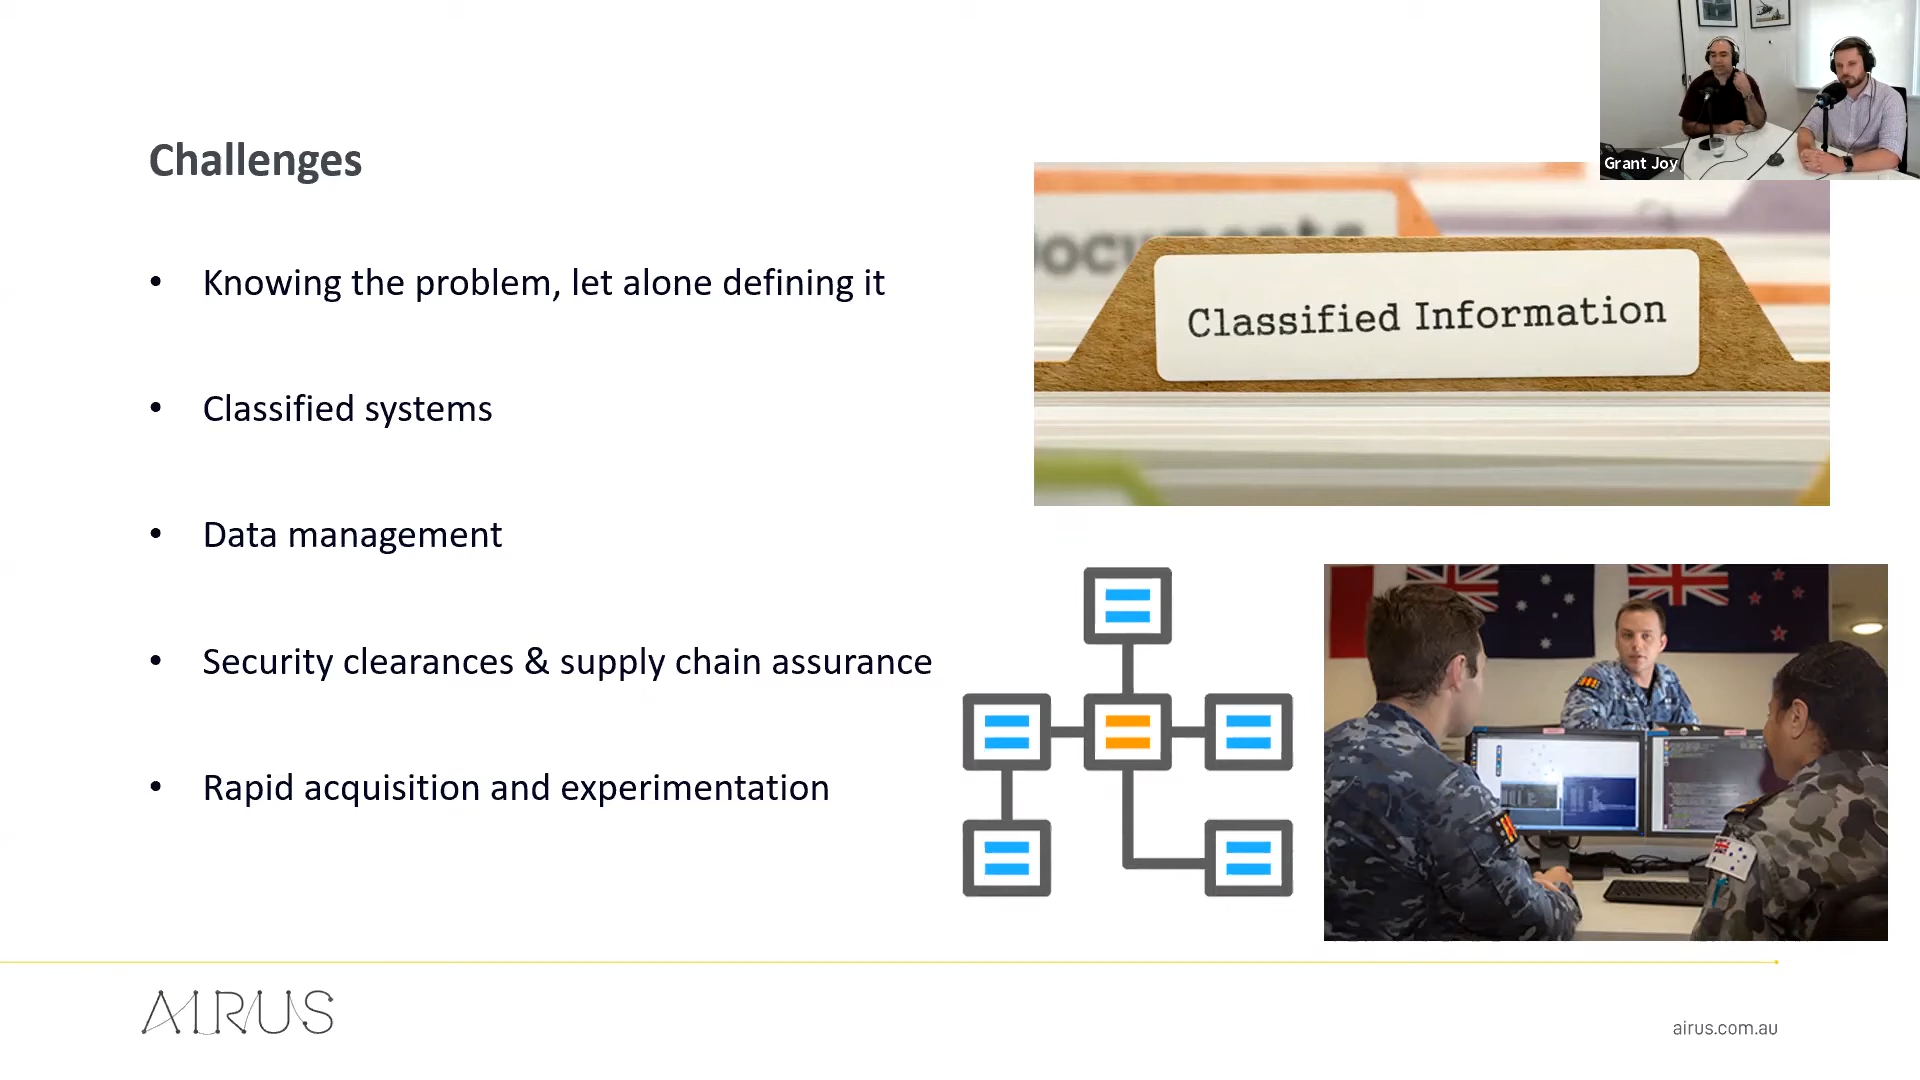 Challenges
• Knowing the problem, let alone defining it
• Classified systems
• Data management
• Security clearances & supply chain assurance
• Rapid acquisition and experimentation
Grant Joy
Documents
Classified Information
AIRUS
airus.com.au